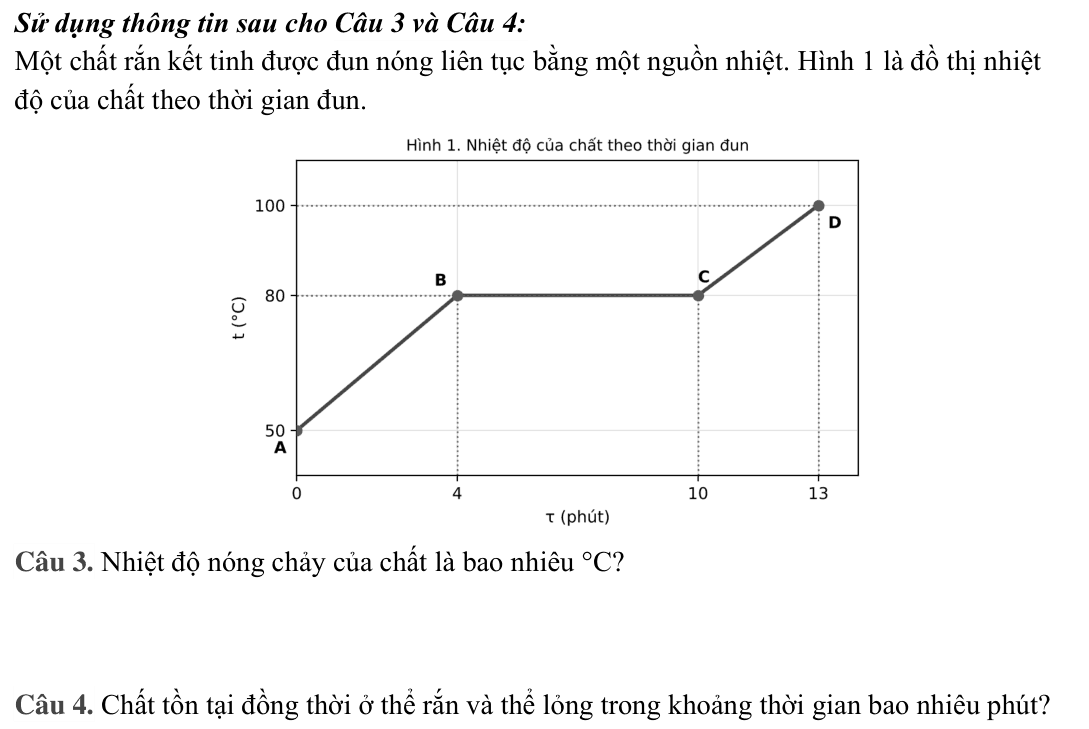 Sử dụng thông tin sau cho Câu 3 và Câu 4:
Một chất rắn kết tinh được đun nóng liên tục bằng một nguồn nhiệt. Hình 1 là đồ thị nhiệt
độ của chất theo thời gian đun.
Hình 1. Nhiệt độ của chất theo thời gian đun
100
D
B
C
80
t (°C)
50
A
0 4 10 13
τ (phút)
Câu 3. Nhiệt độ nóng chảy của chất là bao nhiêu °C?
Câu 4. Chất tồn tại đồng thời ở thể rắn và thể lỏng trong khoảng thời gian bao nhiêu phút?